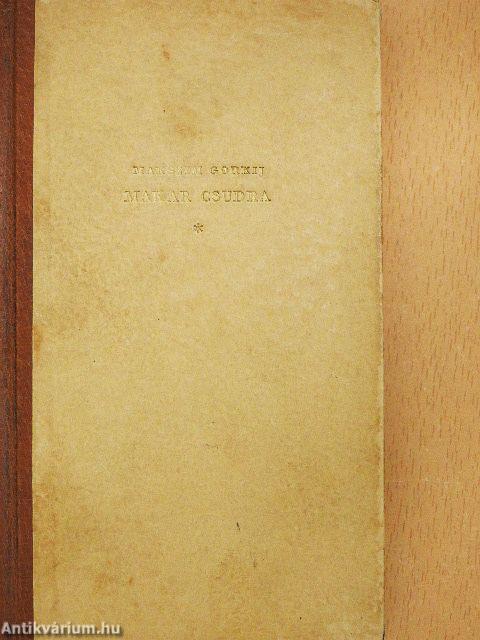 MAKSZIM GORKIJ
MAKAR CSUDRA
*
Antikvárium.hu